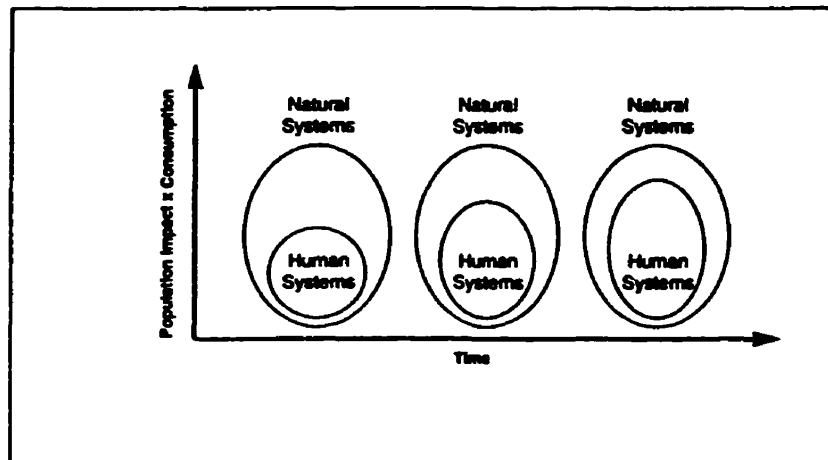 Population Impact x Consumption
Natural
Systems
Natural
Systems
Natural
Systems
Human
Systems
Human
Systems
Human
Systems
Time